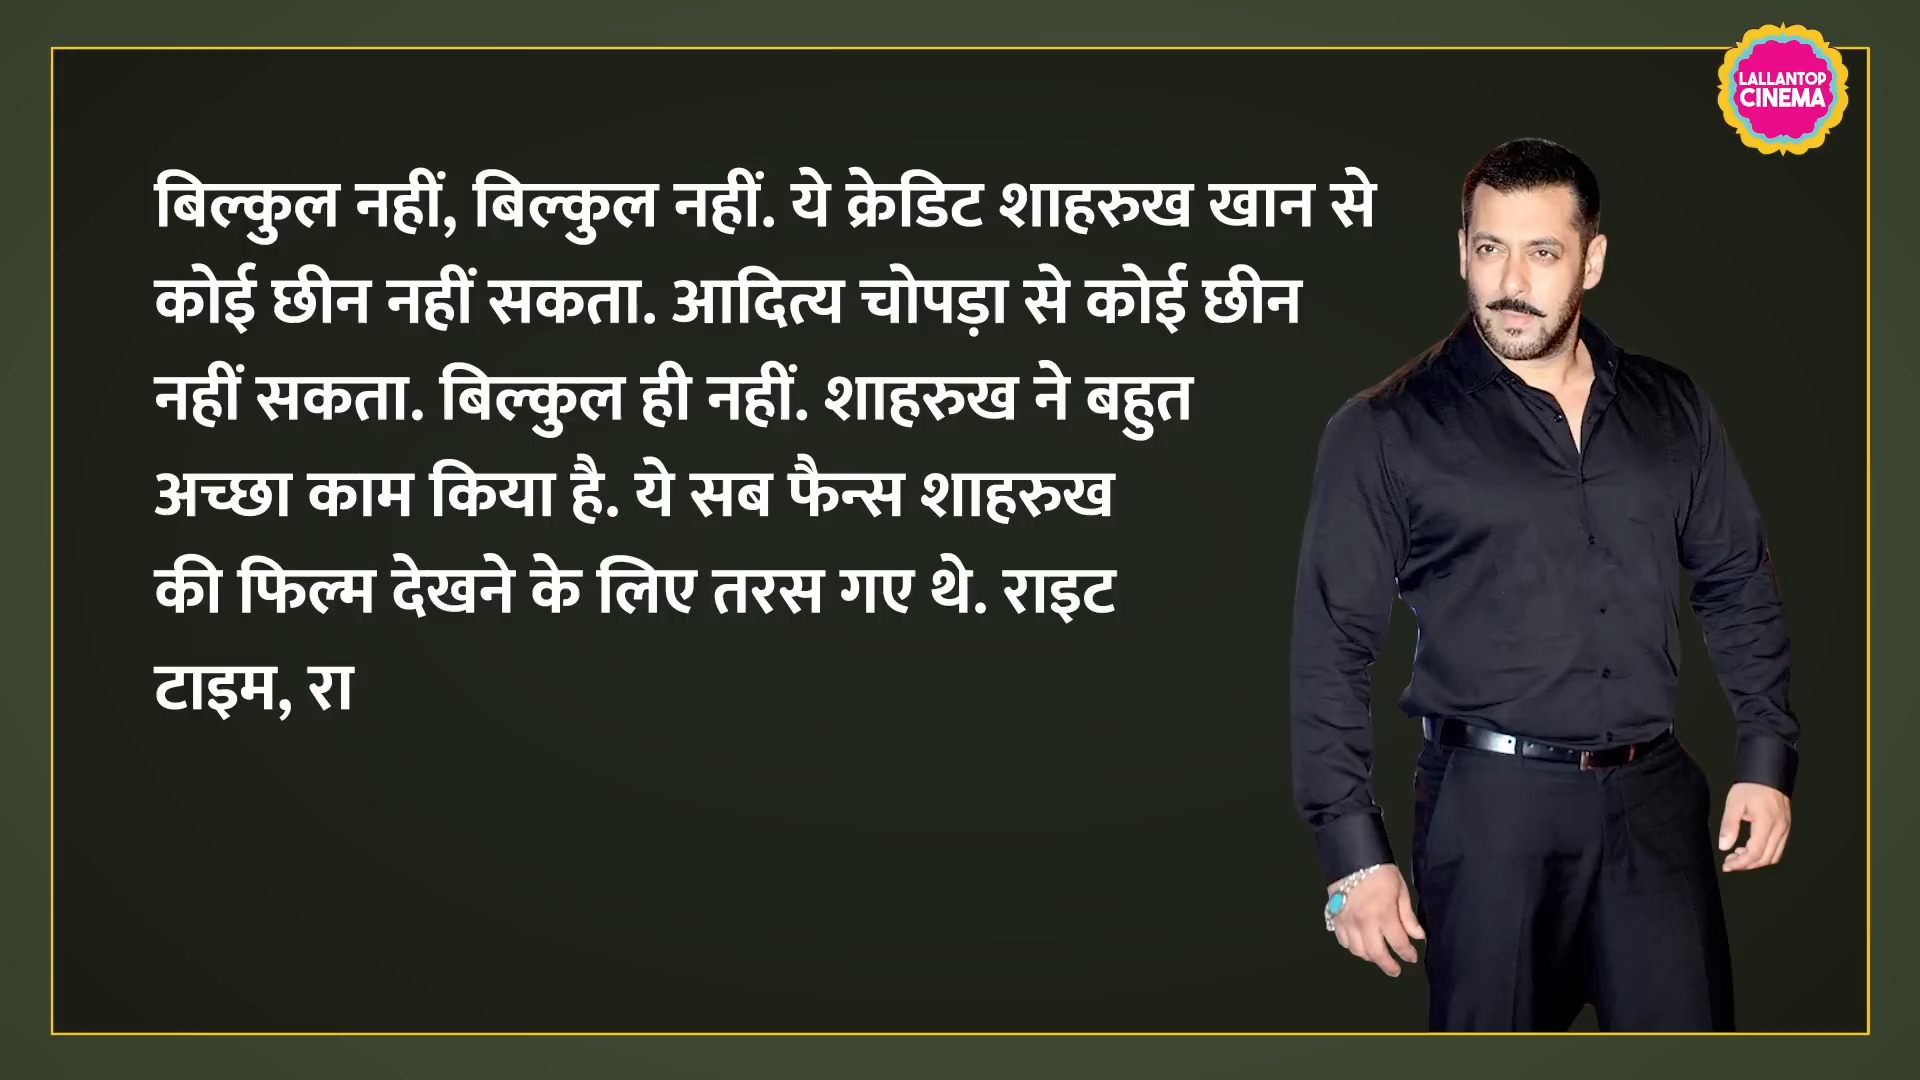 LALLANTOP
CINEMA
बिल्कुल नहीं, बिल्कुल नहीं. ये क्रेडिट शाहरुख खान से
कोई छीन नहीं सकता. आदित्य चोपड़ा से कोई छीन
नहीं सकता. बिल्कुल ही नहीं. शाहरुख ने बहुत
अच्छा काम किया है. ये सब फैन्स शाहरुख
की फिल्म देखने के लिए तरस गए थे. राइट
टाइम, रा